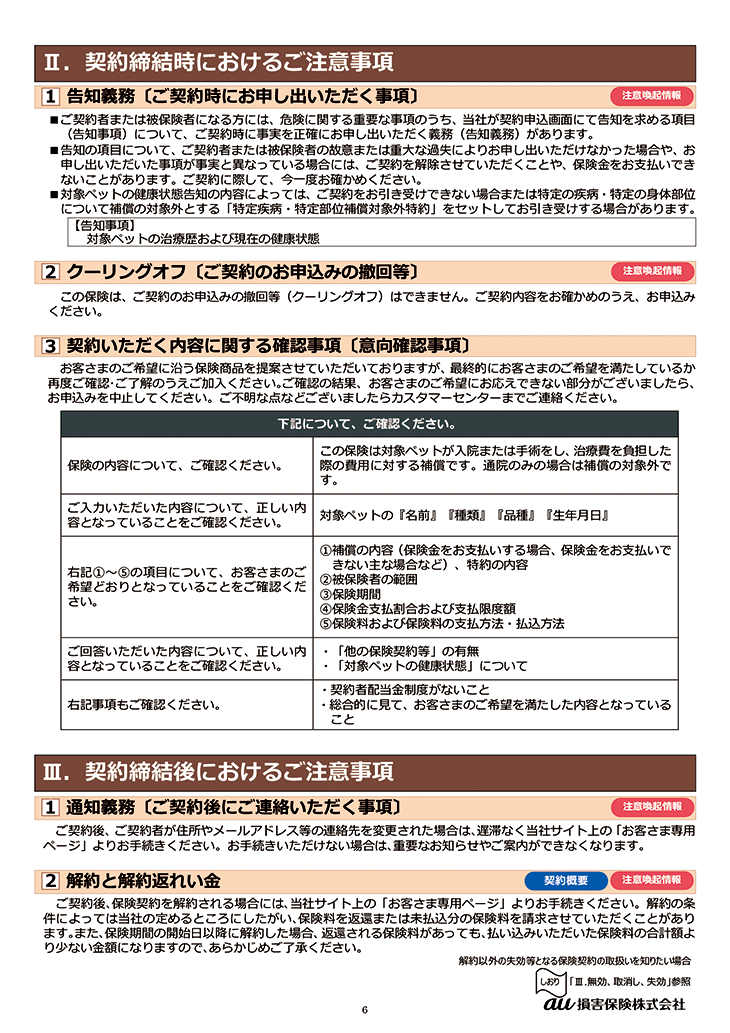 Ⅱ．契約締結時におけるご注意事項
1 告知義務〔ご契約時にお申し出いただく事項〕
注意喚起情報
■ご契約者または被保険者になる方には、危険に関する重要な事項のうち、当社が契約申込画面にて告知を求める項目
（告知事項）について、ご契約時に事実を正確にお申し出いただく義務（告知義務）があります。
■告知の項目について、ご契約者または被保険者の故意または重大な過失によりお申し出いただけなかった場合や、お
申し出いただいた事項が事実と異なっている場合には、ご契約を解除させていただくことや、保険金をお支払いでき
ないことがあります。ご契約に際して、今一度お確かめください。
■対象ペットの健康状態告知の内容によっては、ご契約をお引き受けできない場合または特定の疾病・特定の身体部位
について補償の対象外とする「特定疾病・特定部位補償対象外特約」をセットしてお引き受けする場合があります。
【告知事項】
対象ペットの治療歴および現在の健康状態
2 クーリングオフ〔ご契約のお申込みの撤回等〕
注意喚起情報
この保険は、ご契約のお申込みの撤回等（クーリングオフ）はできません。ご契約内容をお確かめのうえ、お申込み
ください。
3 契約いただく内容に関する確認事項〔意向確認事項〕
お客さまのご希望に沿う保険商品を提案させていただいておりますが、最終的にお客さまのご希望を満たしているか
再度ご確認・ご了解のうえご加入ください。ご確認の結果、お客さまのご希望にお応えできない部分がございましたら、
お申込みを中止してください。ご不明な点などございましたらカスタマーセンターまでご連絡ください。
下記について、ご確認ください。
保険の内容について、ご確認ください。
この保険は対象ペットが入院または手術をし、治療費を負担した
際の費用に対する補償です。通院のみの場合は補償の対象外で
す。
ご入力いただいた内容について、正しい内
容となっていることをご確認ください。
対象ペットの『名前』『種類』『品種』『生年月日』
右記①～⑤の項目について、お客さまのご
希望どおりとなっていることをご確認くだ
さい。
①補償の内容（保険金をお支払いする場合、保険金をお支払いで
きない主な場合など）、特約の内容
②被保険者の範囲
③保険期間
④保険金支払割合および支払限度額
⑤保険料および保険料の支払方法・払込方法
ご回答いただいた内容について、正しい内
容となっていることをご確認ください。
・「他の保険契約等」の有無
・「対象ペットの健康状態」について
右記事項もご確認ください。
・契約者配当金制度がないこと
・総合的に見て、お客さまのご希望を満たした内容となっている
こと
Ⅲ．契約締結後におけるご注意事項
1 通知義務〔ご契約後にご連絡いただく事項〕
注意喚起情報
ご契約後、ご契約者が住所やメールアドレス等の連絡先を変更された場合は、遅滞なく当社サイト上の「お客さま専用
ページ」よりお手続きください。お手続きいただけない場合は、重要なお知らせやご案内ができなくなります。
2 解約と解約返れい金
契約概要 注意喚起情報
ご契約後、保険契約を解約される場合には、当社サイト上の「お客さま専用ページ」よりお手続きください。解約の条
件によっては当社の定めるところにしたがい、保険料を返還または未払込分の保険料を請求させていただくことがあり
ます。また、保険期間の開始日以降に解約した場合、返還される保険料があっても、払い込みいただいた保険料の合計額よ
り少ない金額になりますので、あらかじめご了承ください。
解約以外の失効等となる保険契約の取扱いを知りたい場合
しおり 「Ⅲ．無効、取消し、失効」参照
au 損害保険株式会社
6